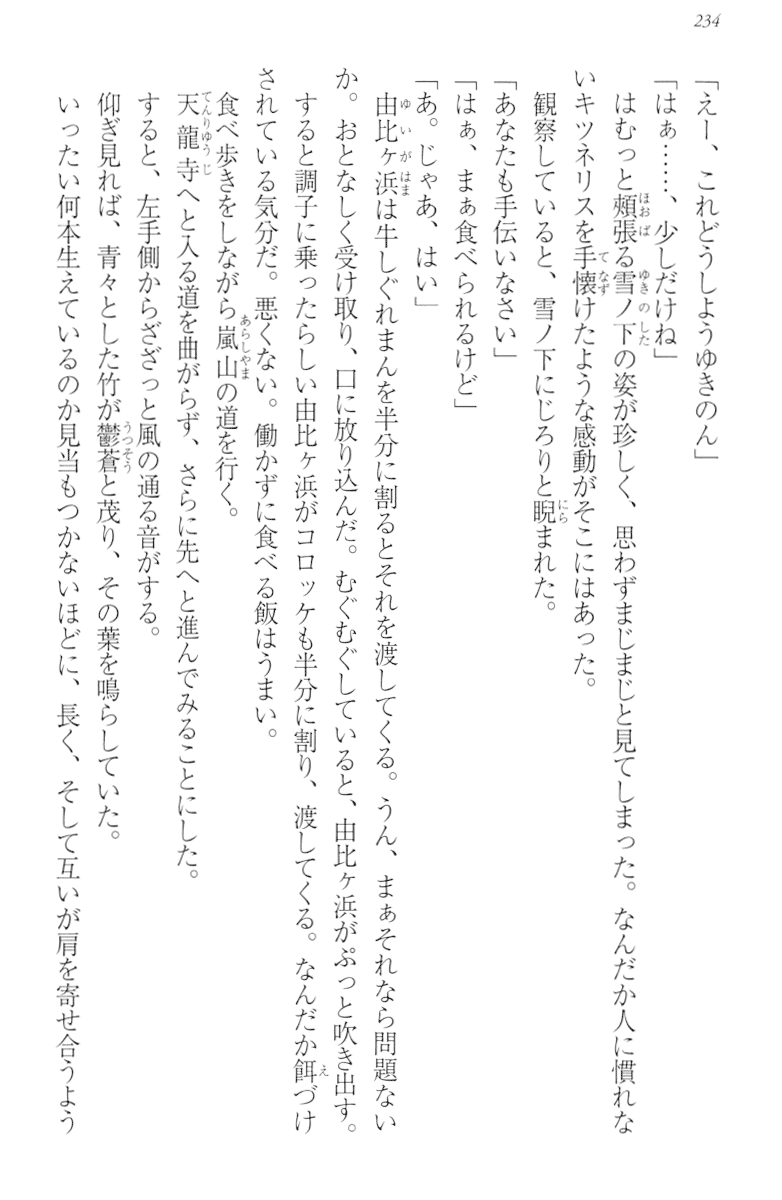 234
「えー、これどうしようゆきのん」
「はぁ……、少しだけね」
はむっと頰張る雪ノ下の姿が珍しく、思わずまじまじと見てしまった。なんだか人に慣れな
いキツネリスを手懐けたような感動がそこにはあった。
観察していると、雪ノ下にじろりと睨まれた。
「あなたも手伝いなさい」
「はぁ、まぁ食べられるけど」
「あ。じゃあ、はい」
由比ヶ浜は牛しぐれまんを半分に割るとそれを渡してくる。うん、まぁそれなら問題ない
か。おとなしく受け取り、口に放り込んだ。むぐむぐしていると、由比ヶ浜がぷっと吹き出す。
すると調子に乗ったらしい由比ヶ浜がコロッケも半分に割り、渡してくる。なんだか餌づけ
されている気分だ。悪くない。働かずに食べる飯はうまい。
食べ歩きをしながら嵐山の道を行く。
天龍寺へと入る道を曲がらず、さらに先へと進んでみることにした。
すると、左手側からざざっと風の通る音がする。
仰ぎ見れば、青々とした竹が鬱蒼と茂り、その葉を鳴らしていた。
いったい何本生えているのか見当もつかないほどに、長く、そして互いが肩を寄せ合うよう